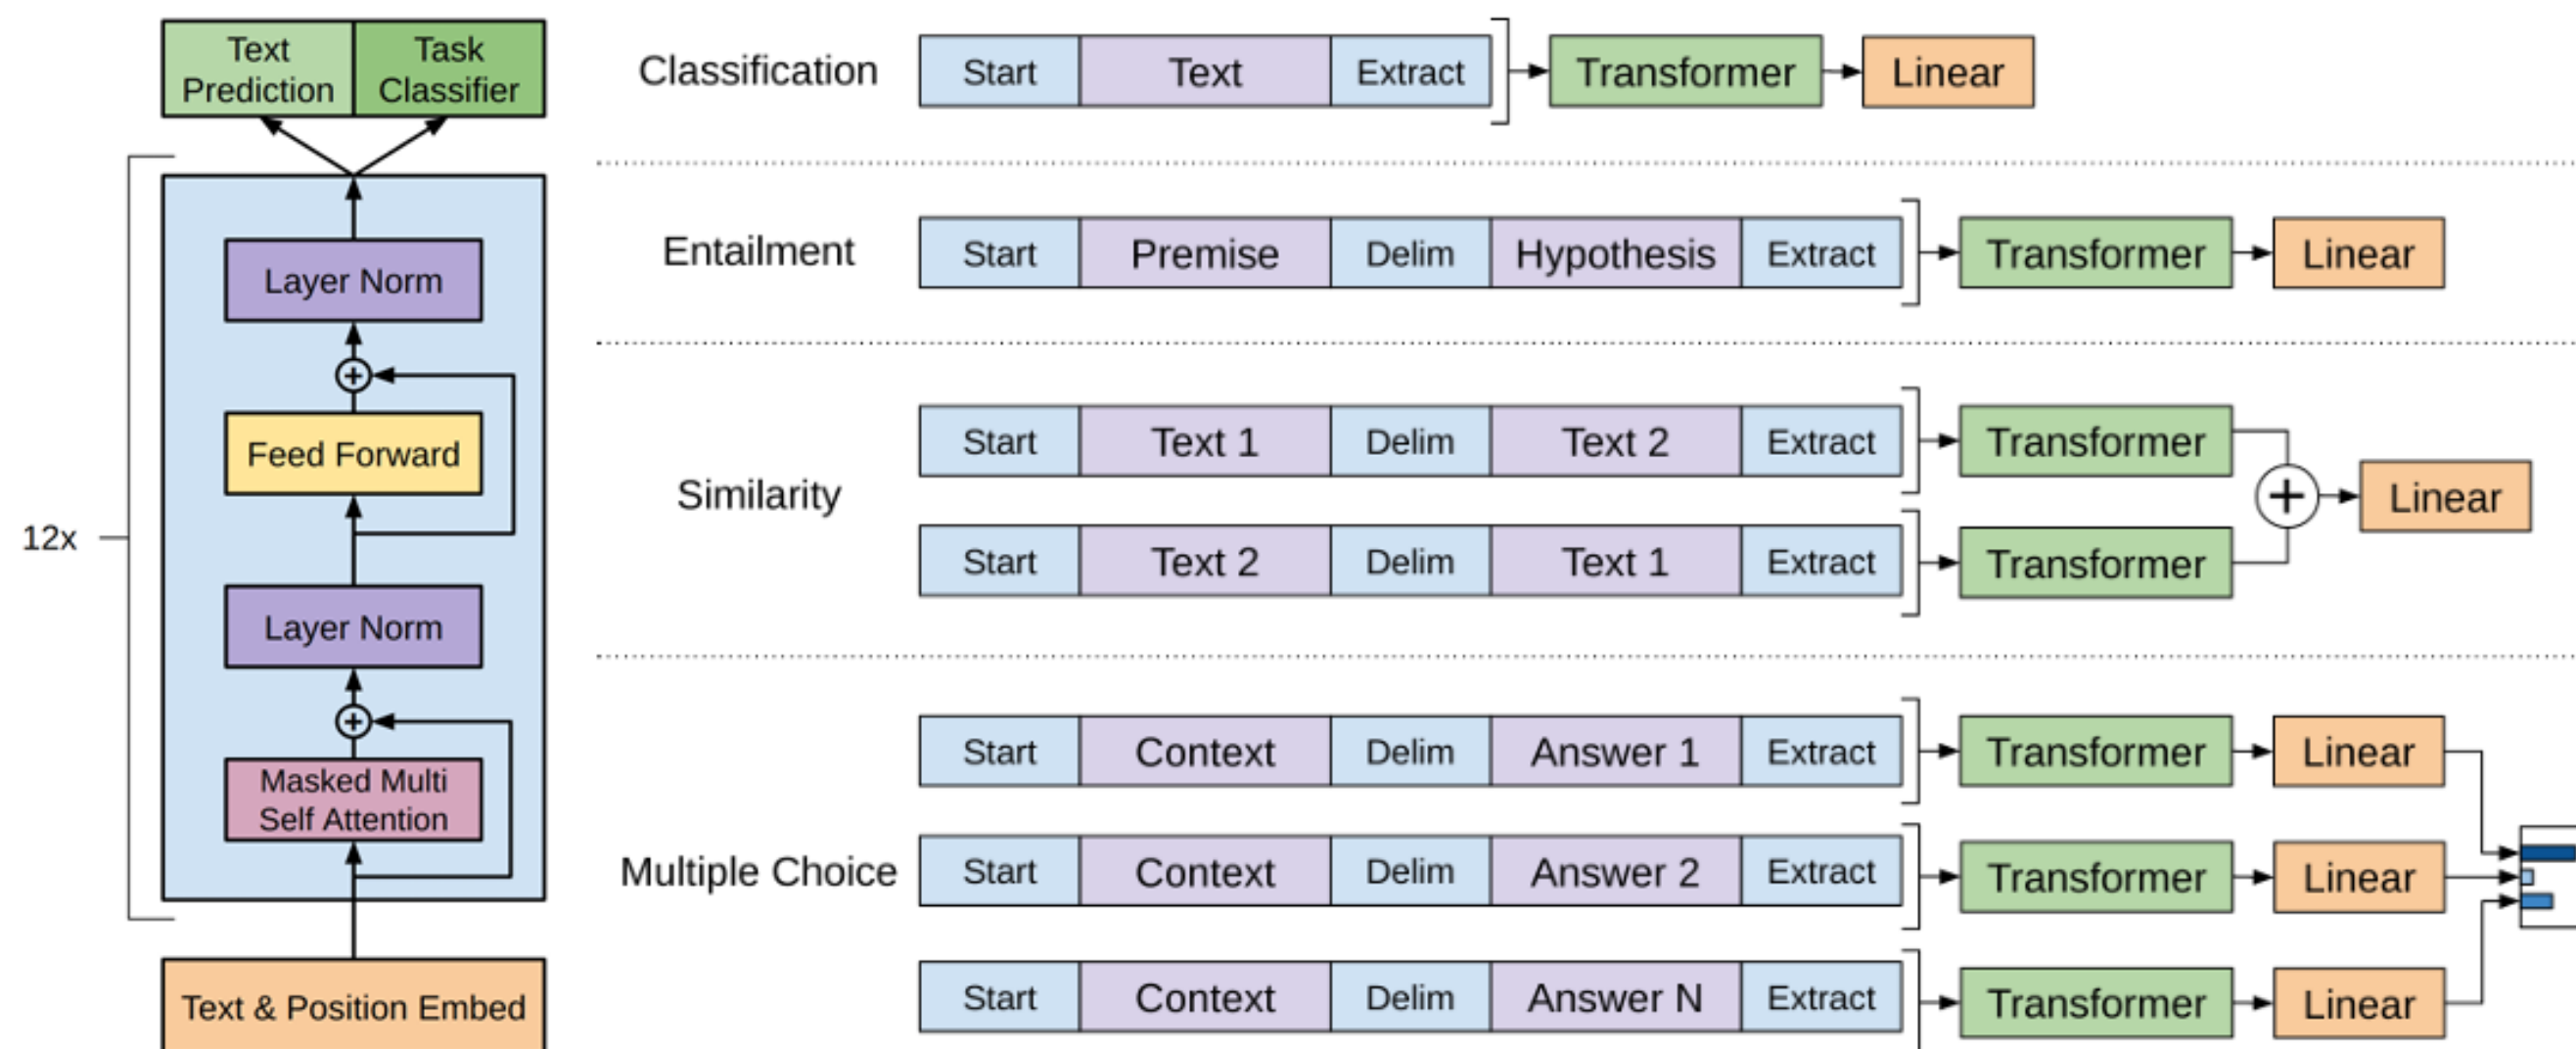 Text
Prediction
Task
Classifier
12x
Layer Norm
Feed Forward
Layer Norm
Masked Multi
Self Attention
Text & Position Embed
Classification
Start Text Extract Transformer Linear
Entailment
Start Premise Delim Hypothesis Extract Transformer Linear
Similarity
Start Text 1 Delim Text 2 Extract Transformer
Start Text 2 Delim Text 1 Extract Transformer
Linear
Multiple Choice
Start Context Delim Answer 1 Extract Transformer Linear
Start Context Delim Answer 2 Extract Transformer Linear
Start Context Delim Answer N Extract Transformer Linear